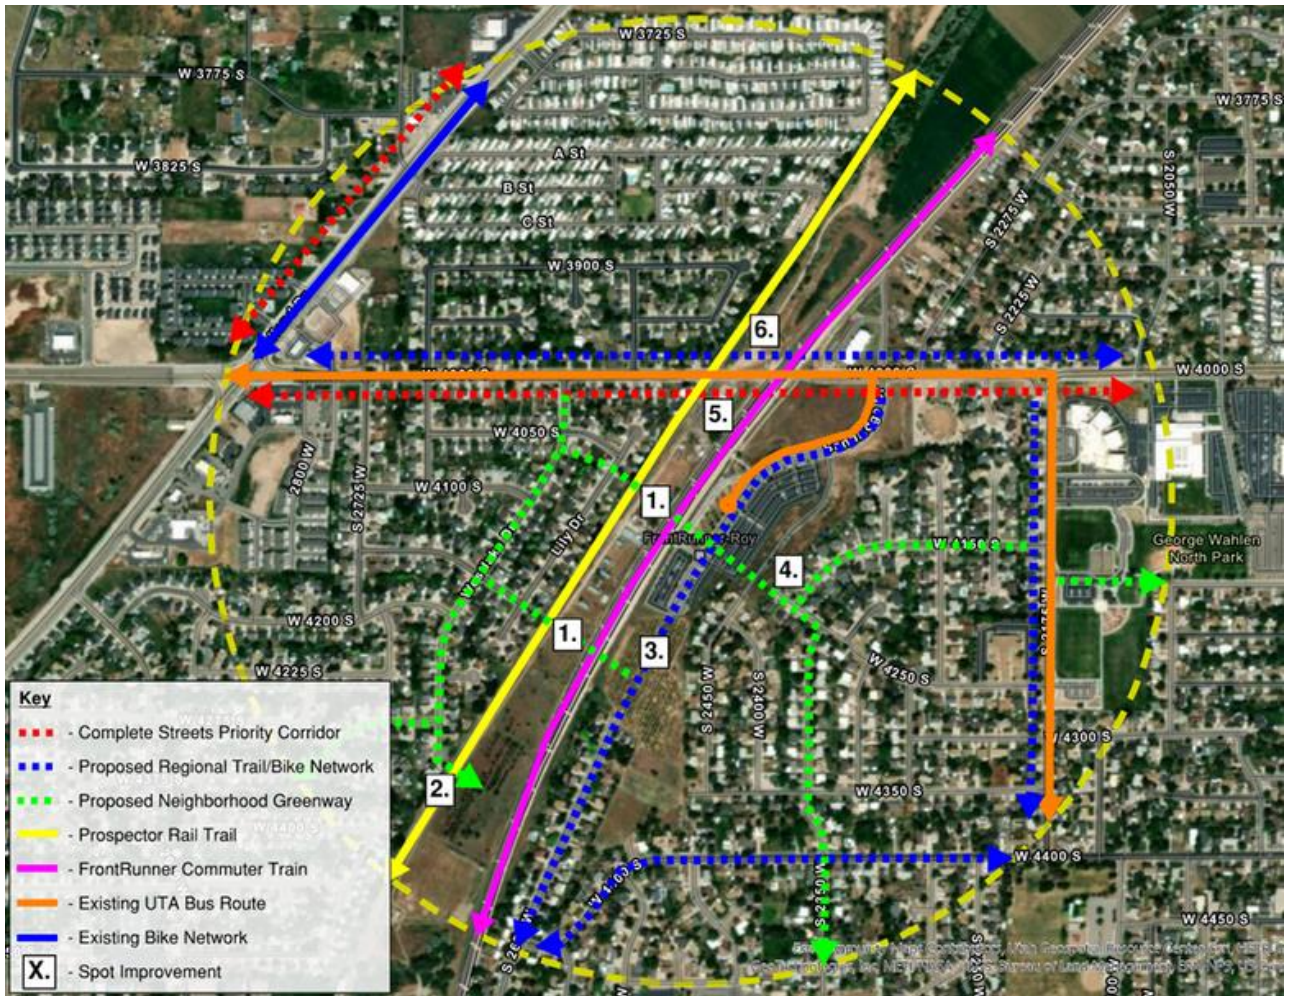 W 3725 S
W 3775 S
W 3775 S
A St
W 3825 S
S 2050 W
B St
C St
S 2275 W
W 3900 S
S 2225 W
6.
W 4000 S
5.
W 4050 S
2800 W
S 2725 W
W 4100 S
1.
Lily Dr
FrontRunner-Roy
George Wahlen
North Park
W 4150 S
4.
W 4200 S
1.
3.
W 4225 S
W 4250 S
S 2450 W
S 2400 W
W 4300 S
2.
W 4350 S
W 4400 S
W 4400 S
S 2350 W
W 4450 S
Key
- Complete Streets Priority Corridor
- Proposed Regional Trail/Bike Network
- Proposed Neighborhood Greenway
- Prospector Rail Trail
- FrontRunner Commuter Train
- Existing UTA Bus Route
- Existing Bike Network
X. - Spot Improvement